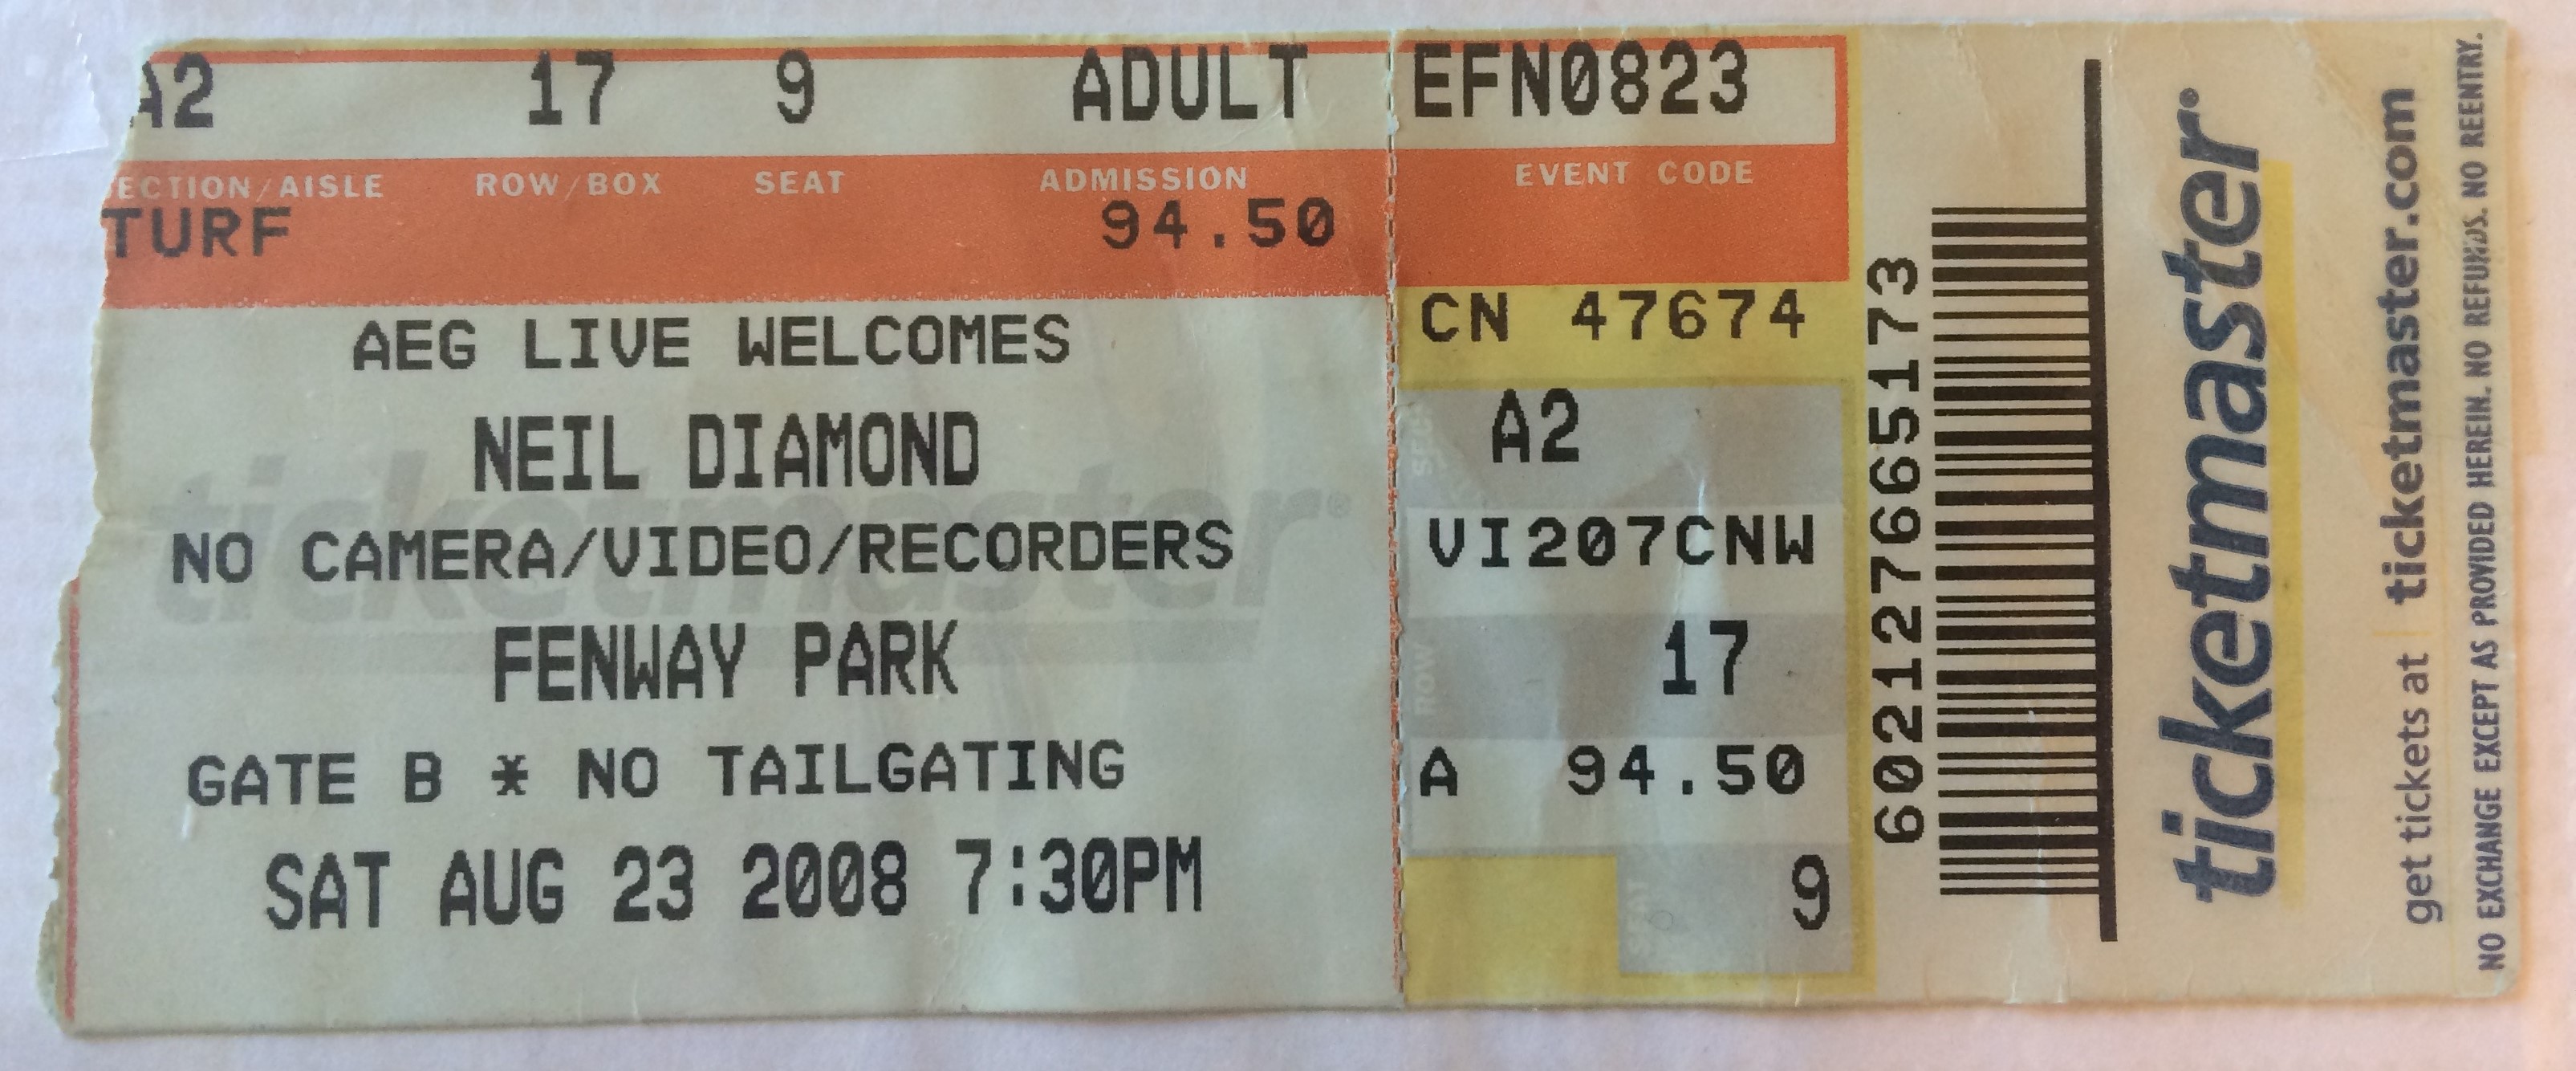 A2 17 9 ADULT EFN0823
ECTION/AISLE ROW/BOX SEAT ADMISSION EVENT CODE
TURF 94.50
AEG LIVE WELCOMES
NEIL DIAMOND
NO CAMERA/VIDEO/RECORDERS
FENWAY PARK
GATE B * NO TAILGATING
SAT AUG 23 2008 7:30PM
ticketmaster®
CN 47674
A2
VI207CNW
ROW
17
A 94.50
SEAT
9
602127665173
ticketmaster®
get tickets at | ticketmaster.com
NO EXCHANGE EXCEPT AS PROVIDED HEREIN. NO REFUNDS. NO REENTRY.